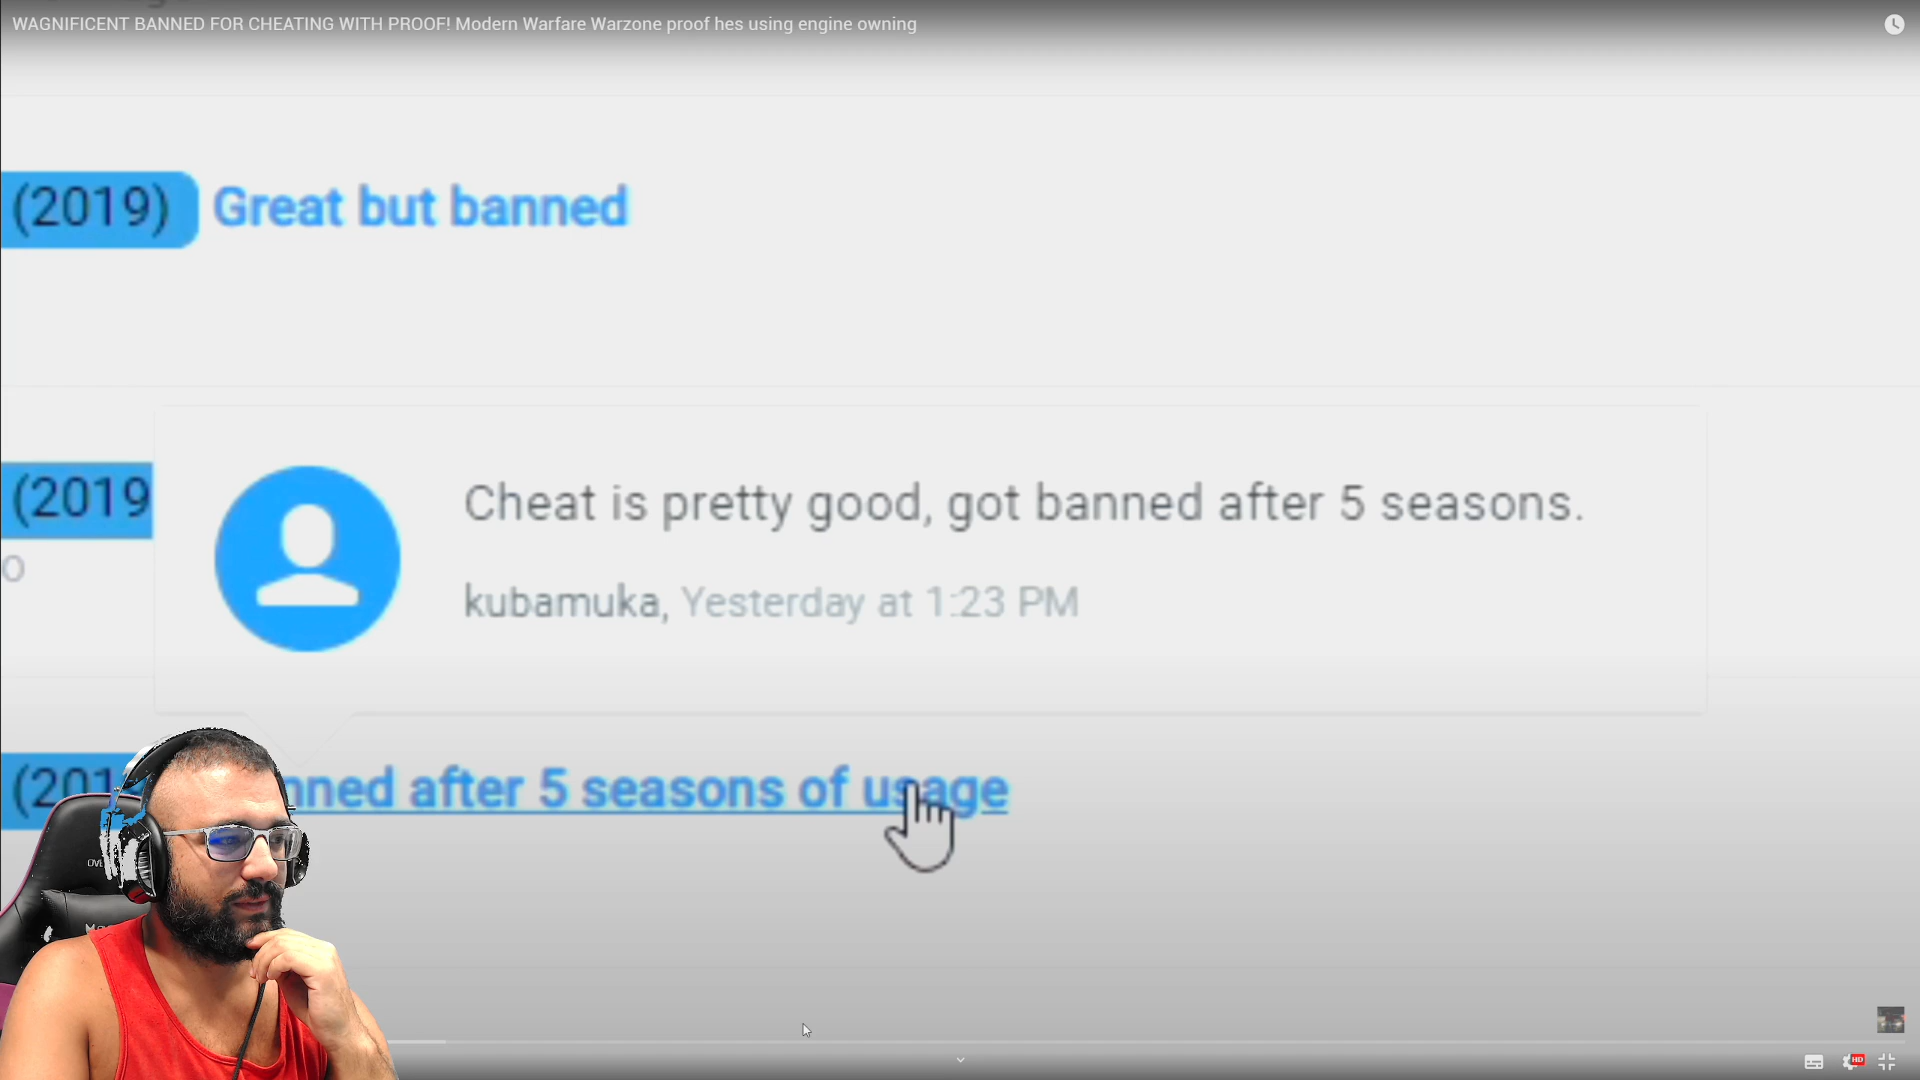 WAGNIFICENT BANNED FOR CHEATING WITH PROOF! Modern Warfare Warzone proof hes using engine owning
(2019) Great but banned
(2019
Cheat is pretty good, got banned after 5 seasons.
o
kubamuka, Yesterday at 1:23 PM
(201 nned after 5 seasons of usage
HD